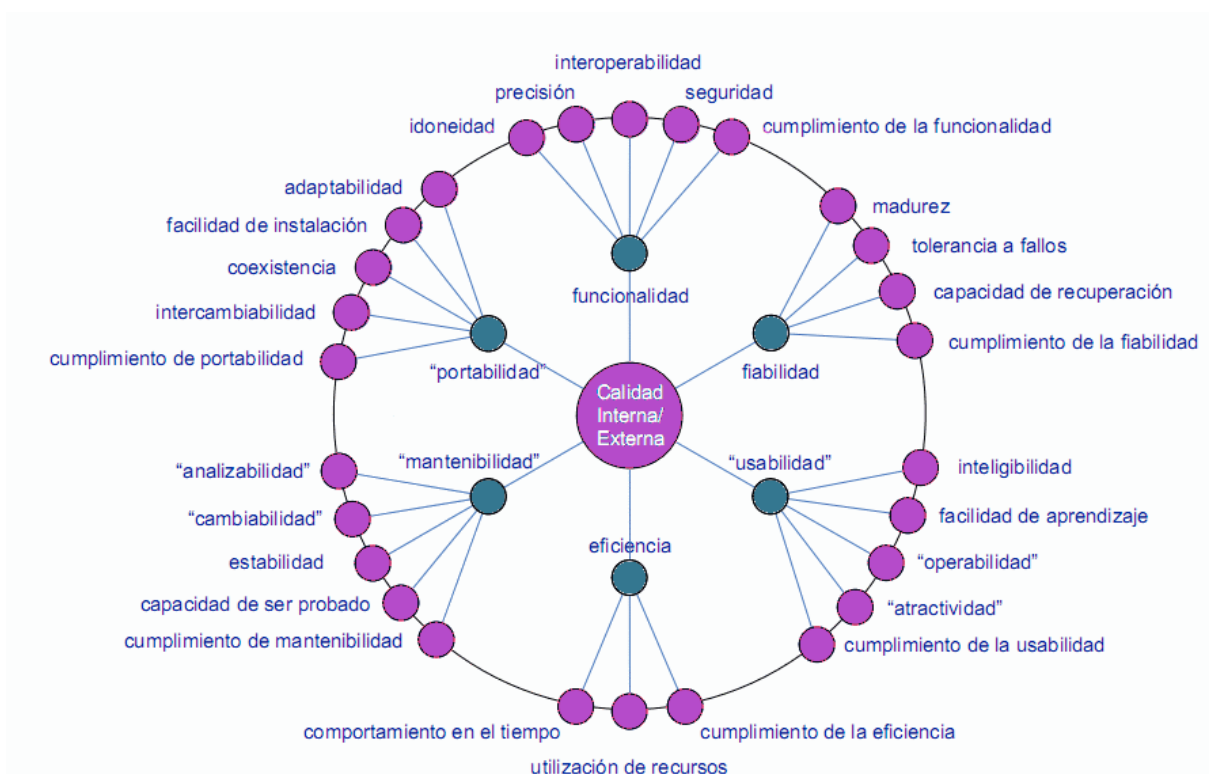 interoperabilidad
precisión
seguridad
idoneidad
cumplimiento de la funcionalidad
adaptabilidad
madurez
facilidad de instalación
tolerancia a fallos
coexistencia
capacidad de recuperación
funcionalidad
intercambiabilidad
cumplimiento de la fiabilidad
cumplimiento de portabilidad
“portabilidad”
fiabilidad
Calidad
Interna/
Externa
“mantenibilidad”
“usabilidad”
“analizabilidad”
inteligibilidad
“cambiabilidad”
facilidad de aprendizaje
eficiencia
estabilidad
“operabilidad”
capacidad de ser probado
“atractividad”
cumplimiento de mantenibilidad
cumplimiento de la usabilidad
comportamiento en el tiempo
cumplimiento de la eficiencia
utilización de recursos